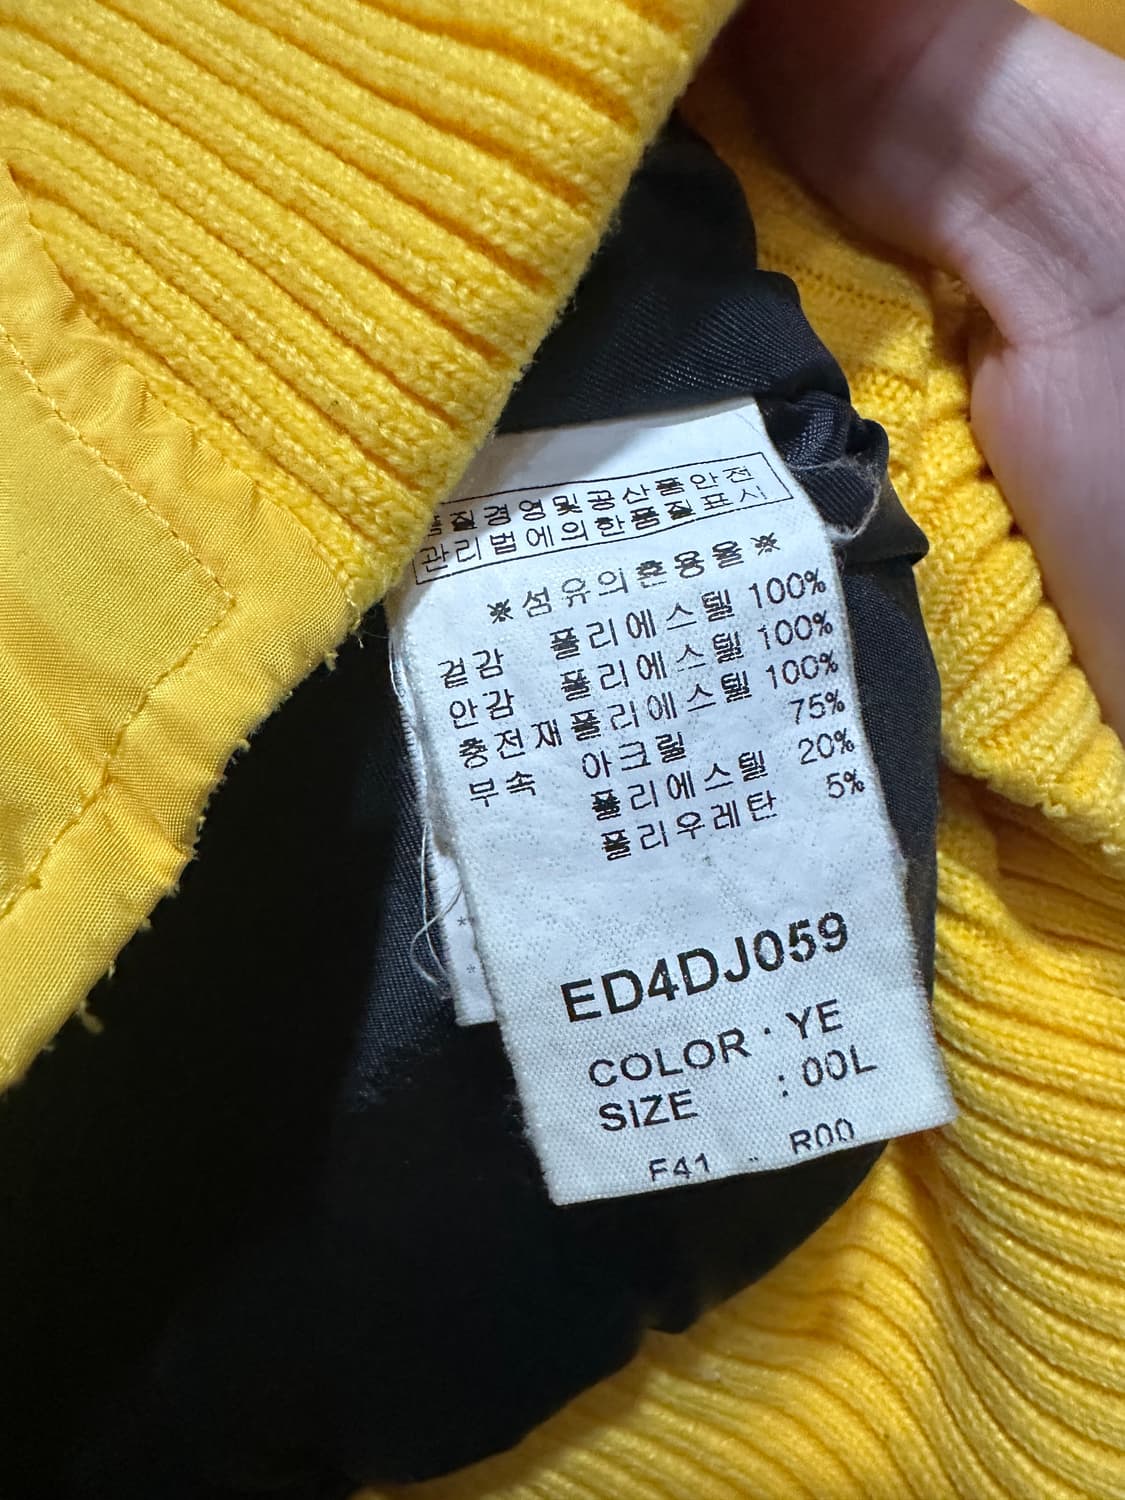 품질경영및공산품안전
관리법에의한품질표시
※섬유의혼용율※
겉감 폴리에스텔 100%
안감 폴리에스텔 100%
충전재폴리에스텔 100%
부속 아크릴 75%
폴리에스텔 20%
폴리우레탄 5%
ED4DJ059
COLOR : YE
SIZE : 00L
F41 - R00